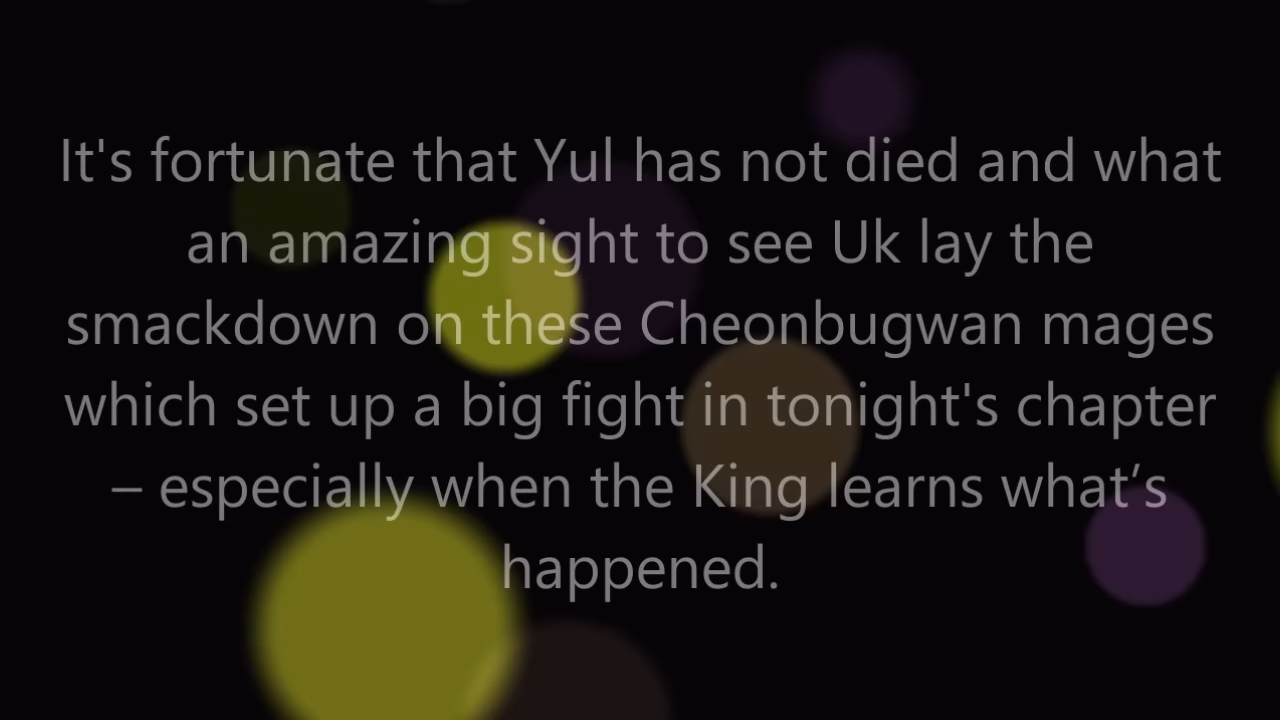 It's fortunate that Yul has not died and what
an amazing sight to see Uk lay the
smackdown on these Cheonbugwan mages
which set up a big fight in tonight's chapter
– especially when the King learns what’s
happened.